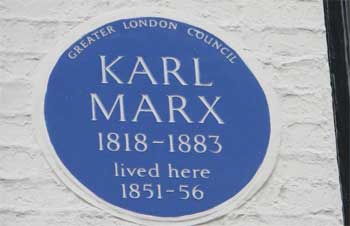 GREATER LONDON COUNCIL
KARL
MARX
1818-1883
lived here
1851-56